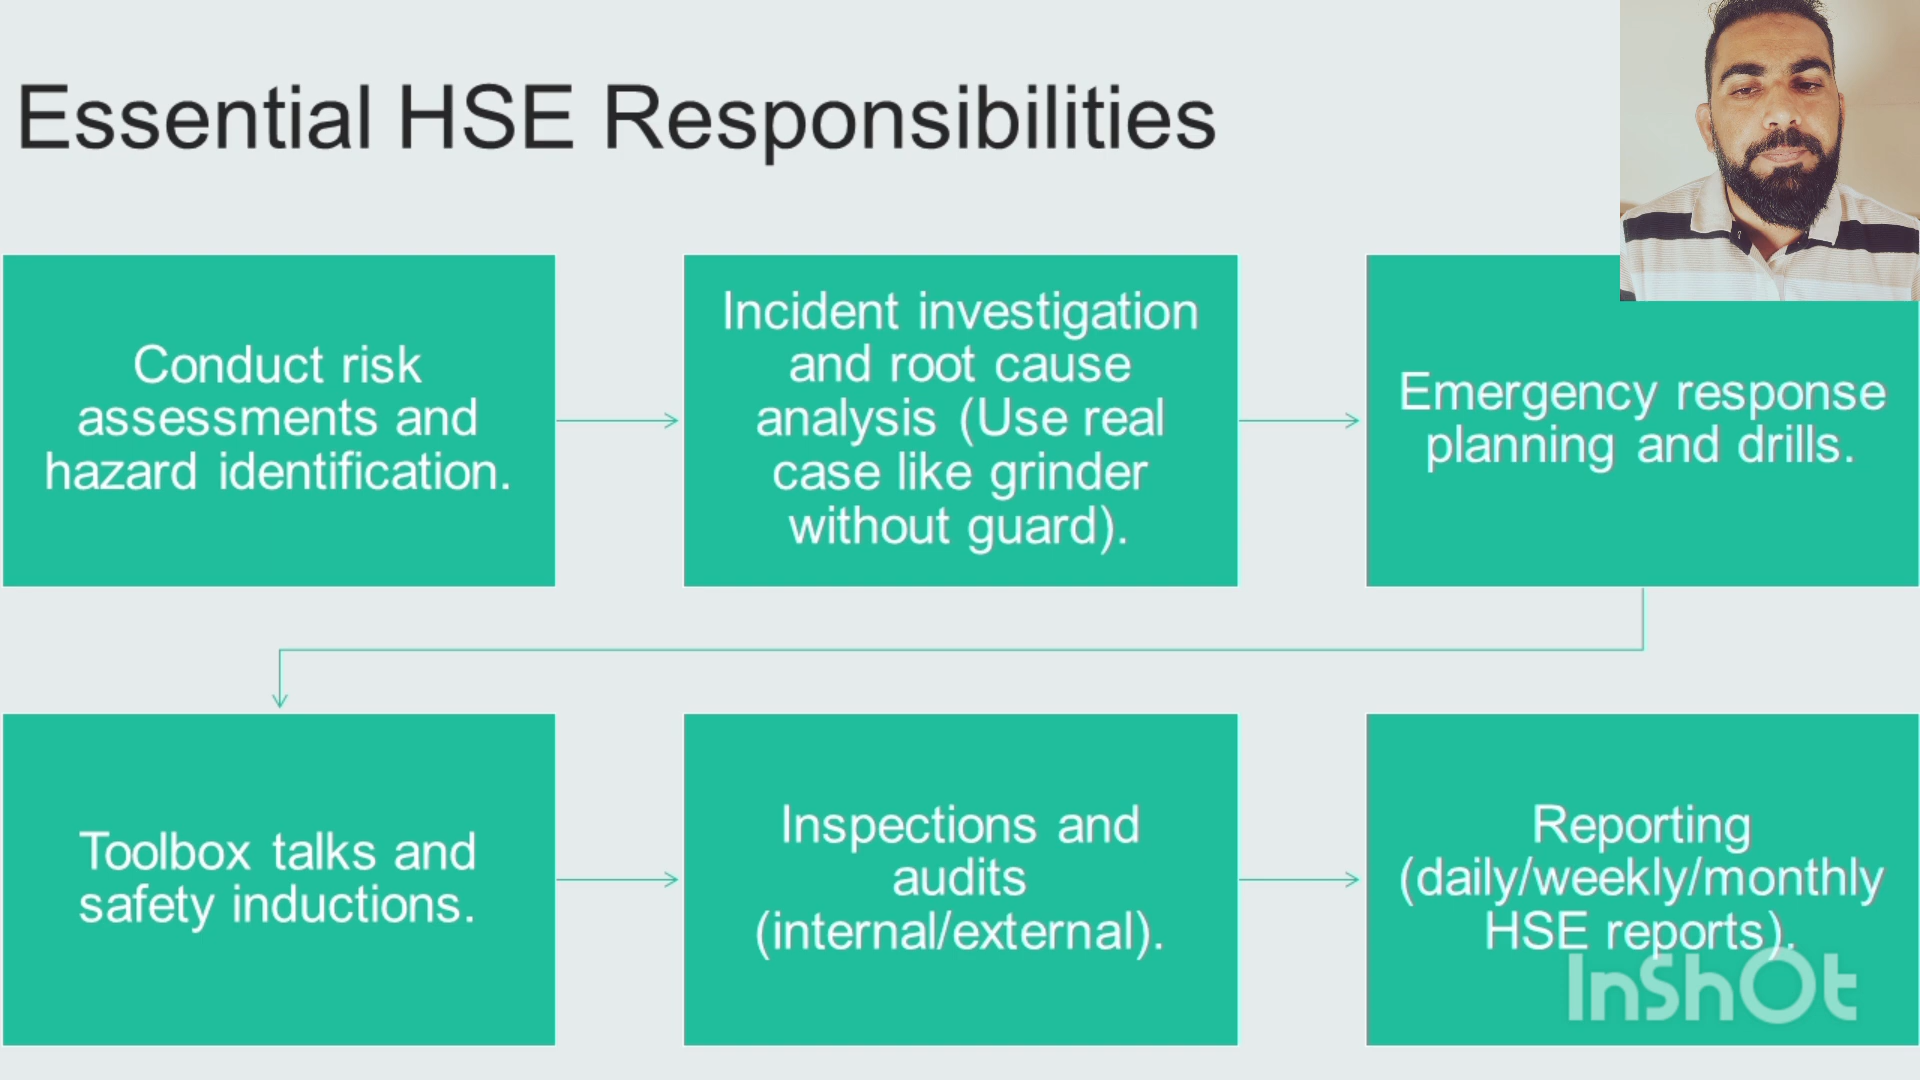 Essential HSE Responsibilities
Conduct risk
assessments and
hazard identification.
Incident investigation
and root cause
analysis (Use real
case like grinder
without guard).
Emergency response
planning and drills.
Toolbox talks and
safety inductions.
Inspections and
audits
(internal/external).
Reporting
(daily/weekly/monthly
HSE reports).
InShOt